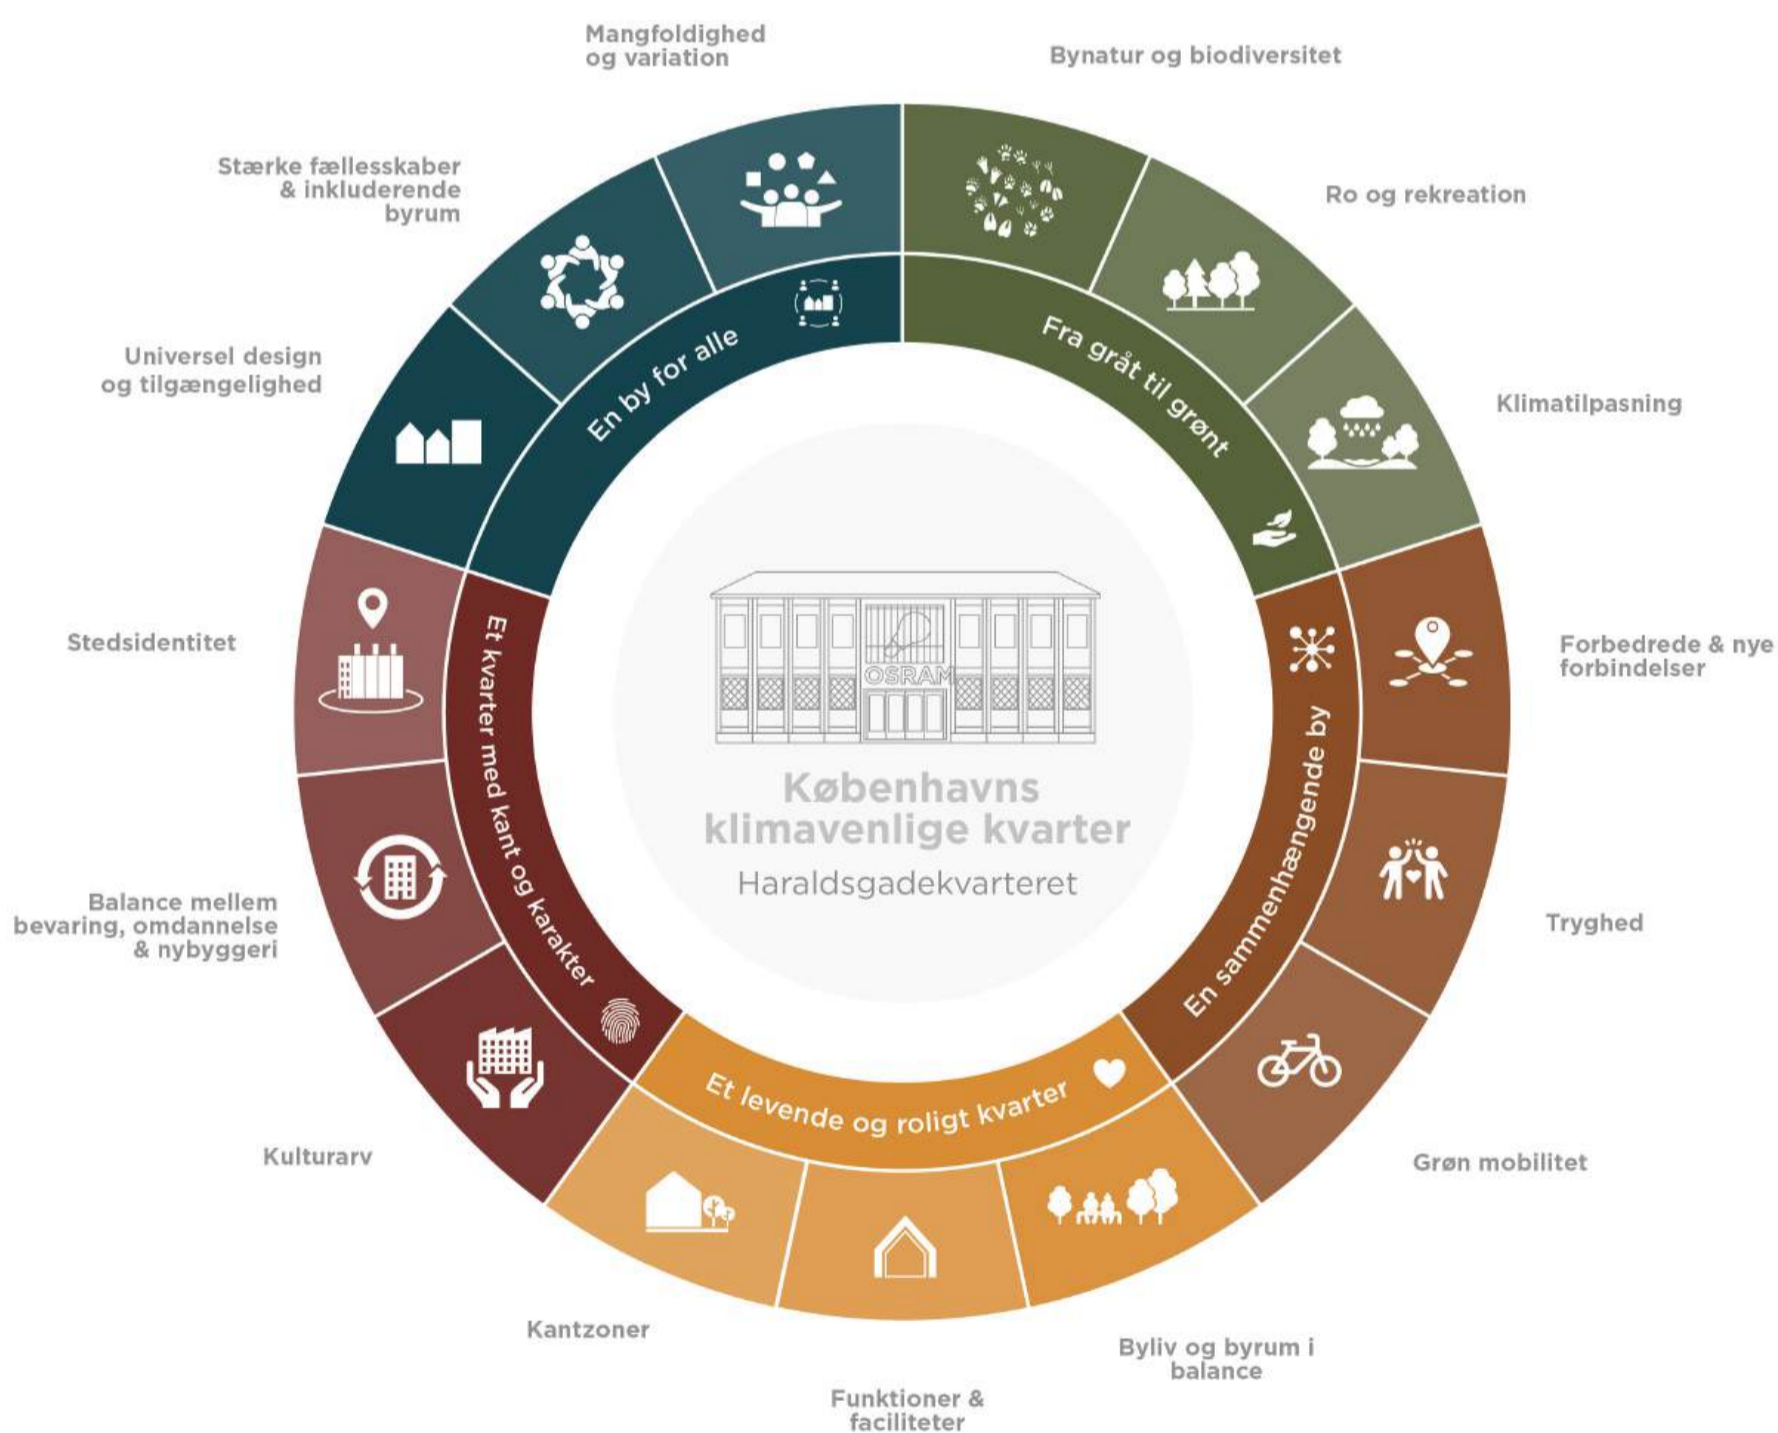 Mangfoldighed
og variation
Bynatur og biodiversitet
Stærke fællesskaber
& inkluderende
byrum
Ro og rekreation
Universel design
og tilgængelighed
Klimatilpasning
En by for alle
Fra gråt til grønt
Stedsidentitet
Forbedrede & nye
forbindelser
Et kvarter med kant og karakter
En sammenhængende by
OSRAM
Københavns
klimavenlige kvarter
Haraldsgadekvarteret
Balance mellem
bevaring, omdannelse
& nybyggeri
Tryghed
Et levende og roligt kvarter
Kulturarv
Grøn mobilitet
Kantzoner
Byliv og byrum i
balance
Funktioner &
faciliteter